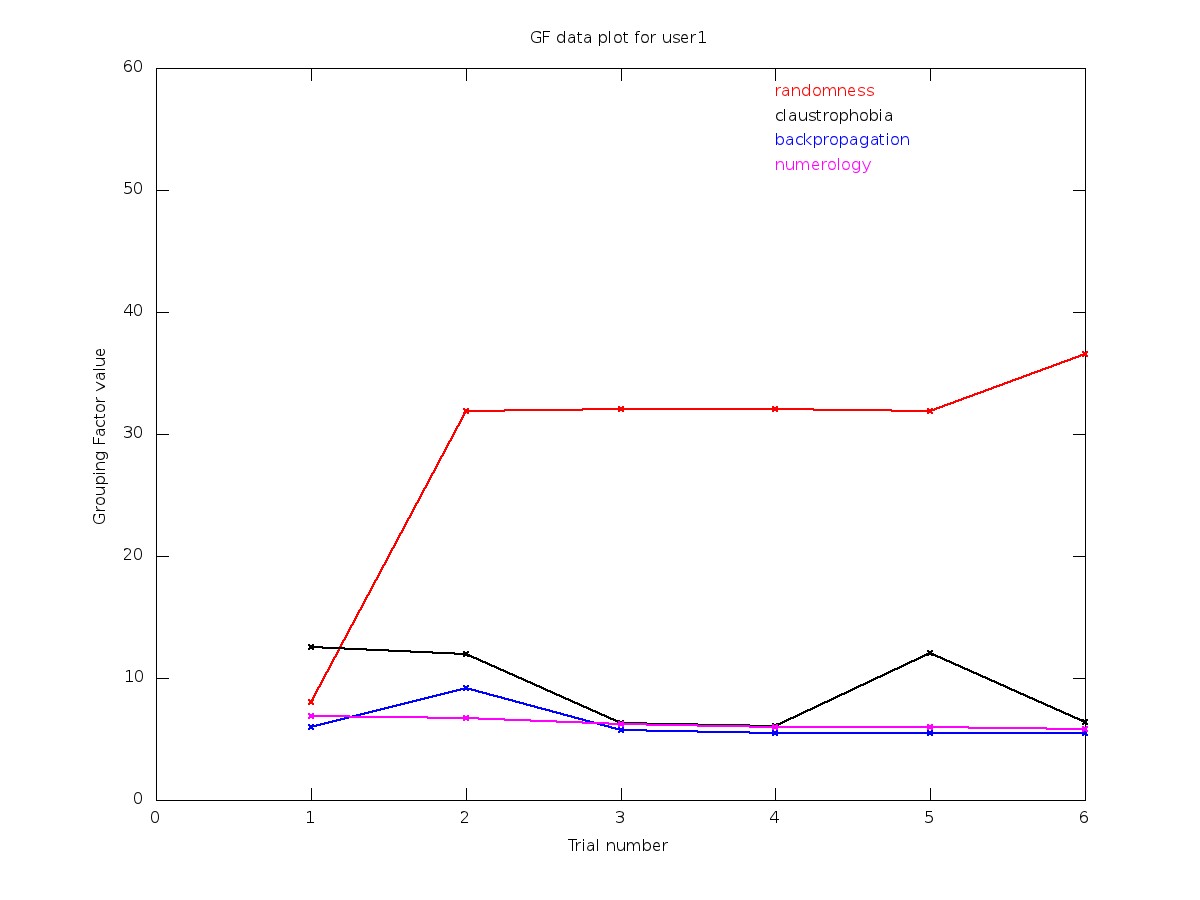 GF data plot for user1
60
randomness
claustrophobia
backpropagation
numerology
50
40
Grouping Factor value
30
20
10
0
0 1 2 3 4 5 6
Trial number